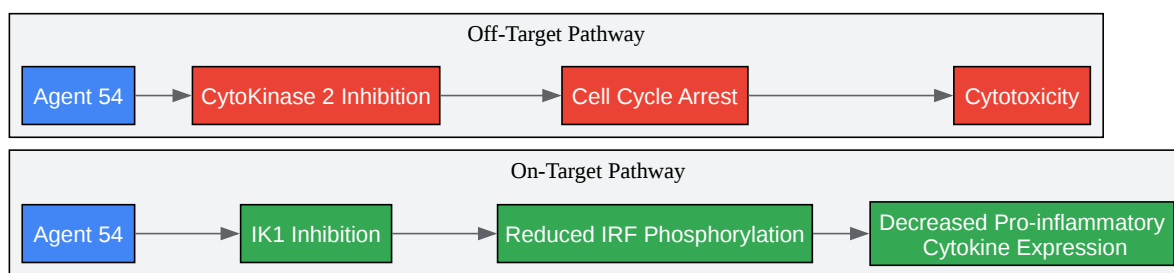 Off-Target Pathway
Agent 54
CytoKinase 2 Inhibition
Cell Cycle Arrest
Cytotoxicity
On-Target Pathway
Agent 54
IK1 Inhibition
Reduced IRF Phosphorylation
Decreased Pro-inflammatory
Cytokine Expression